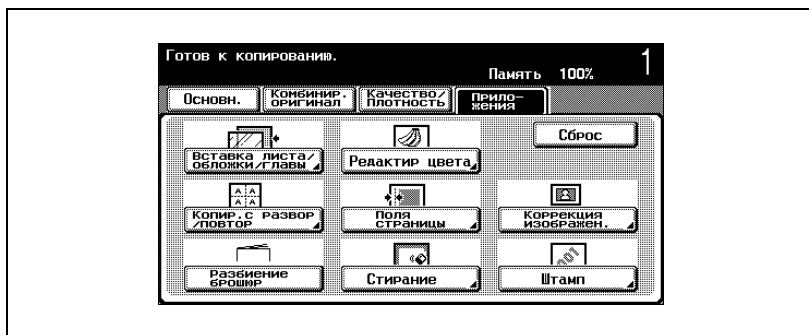 Готов к копированию.
1
Память 100%
Основн.
Комбинир.
оригинал
Качество/
Плотность
Прило-
жения
Сброс
Вставка листа/
обложки/главы
Редактир цвета
A A
A A
Копир.с развор
/повтор
Поля
страницы
Коррекция
изображен.
001
Разбиение
брошюр
Стирание
Штамп